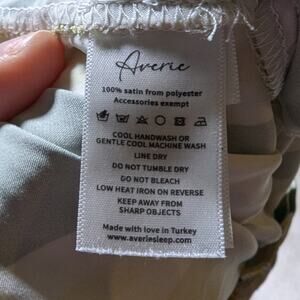 Averie
100% satin from polyester
Accessories exempt
COOL HANDWASH OR
GENTLE COOL MACHINE WASH
LINE DRY
DO NOT TUMBLE DRY
DO NOT BLEACH
LOW HEAT IRON ON REVERSE
KEEP AWAY FROM
SHARP OBJECTS
Made with love in Turkey
www.averiesleep.com